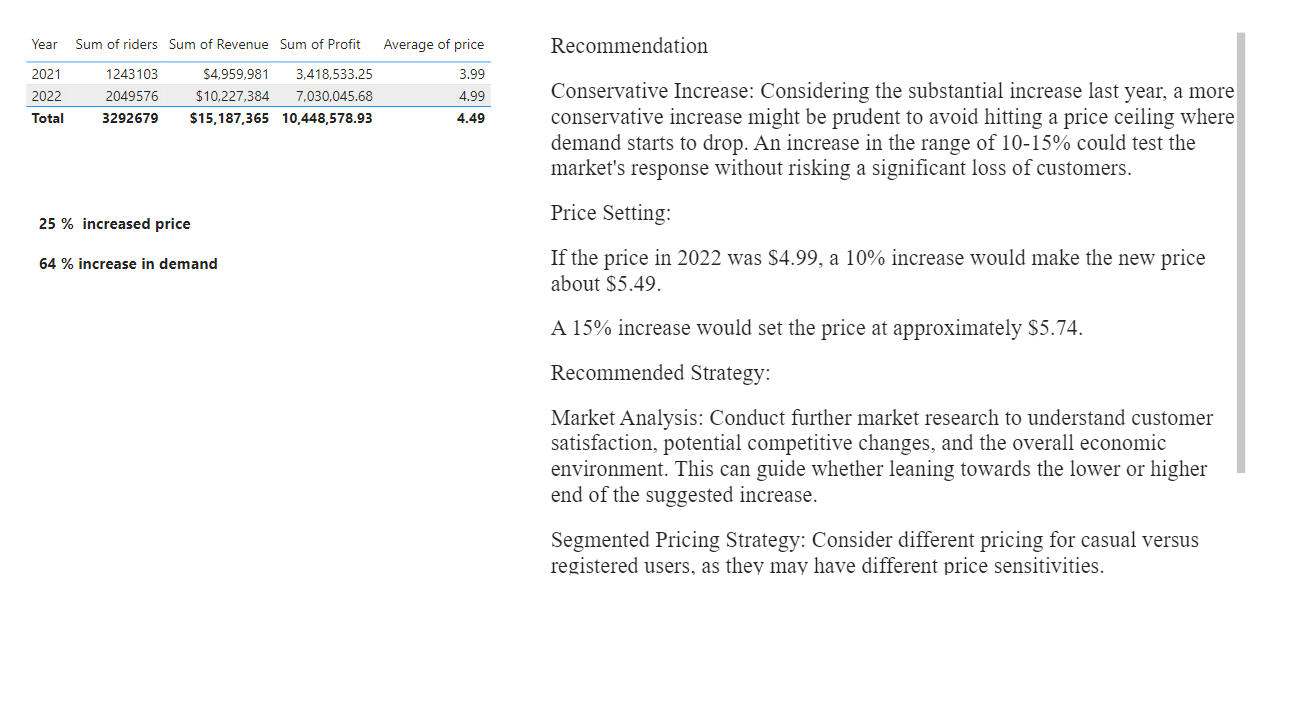 Year Sum of riders Sum of Revenue Sum of Profit Average of price
2021 1243103 $4,959,981 3,418,533.25 3.99
2022 2049576 $10,227,384 7,030,045.68 4.99
Total 3292679 $15,187,365 10,448,578.93 4.49
25 % increased price
64 % increase in demand
Recommendation
Conservative Increase: Considering the substantial increase last year, a more
conservative increase might be prudent to avoid hitting a price ceiling where
demand starts to drop. An increase in the range of 10-15% could test the
market's response without risking a significant loss of customers.
Price Setting:
If the price in 2022 was $4.99, a 10% increase would make the new price
about $5.49.
A 15% increase would set the price at approximately $5.74.
Recommended Strategy:
Market Analysis: Conduct further market research to understand customer
satisfaction, potential competitive changes, and the overall economic
environment. This can guide whether leaning towards the lower or higher
end of the suggested increase.
Segmented Pricing Strategy: Consider different pricing for casual versus
registered users, as they may have different price sensitivities.